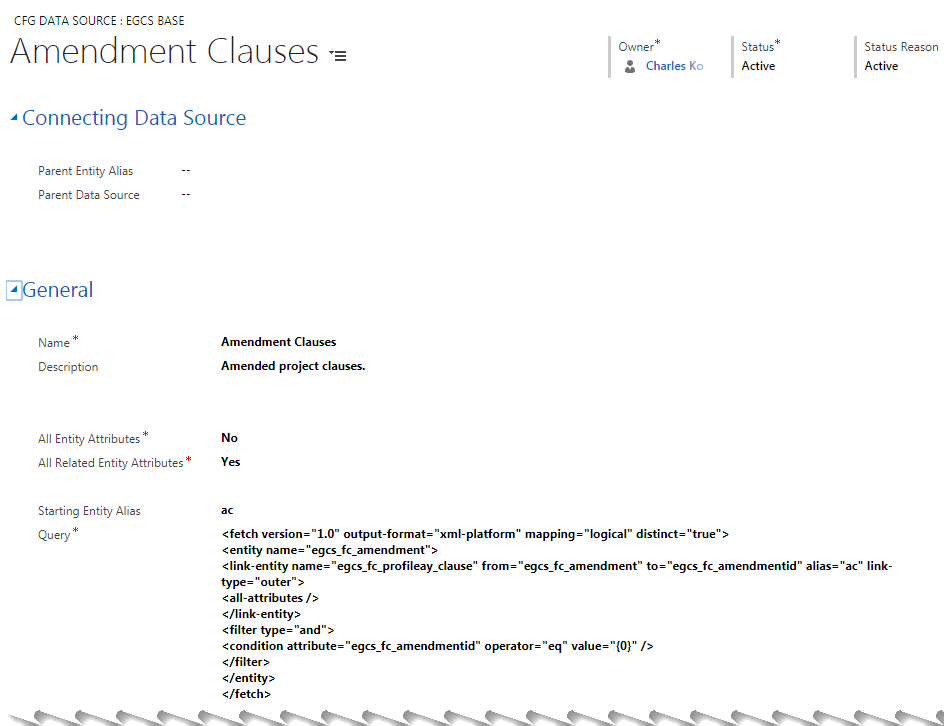 CFG DATA SOURCE : EGCS BASE
Amendment Clauses
Owner*
Charles Ko
Status*
Active
Status Reason
Active
Connecting Data Source
Parent Entity Alias --
Parent Data Source --
General
Name* Amendment Clauses
Description Amended project clauses.
All Entity Attributes* No
All Related Entity Attributes* Yes
Starting Entity Alias ac
Query* <fetch version="1.0" output-format="xml-platform" mapping="logical" distinct="true">
<entity name="egcs_fc_amendment">
<link-entity name="egcs_fc_profileay_clause" from="egcs_fc_amendment" to="egcs_fc_amendmentid" alias="ac" link-
type="outer">
<all-attributes />
</link-entity>
<filter type="and">
<condition attribute="egcs_fc_amendmentid" operator="eq" value="{0}" />
</filter>
</entity>
</fetch>